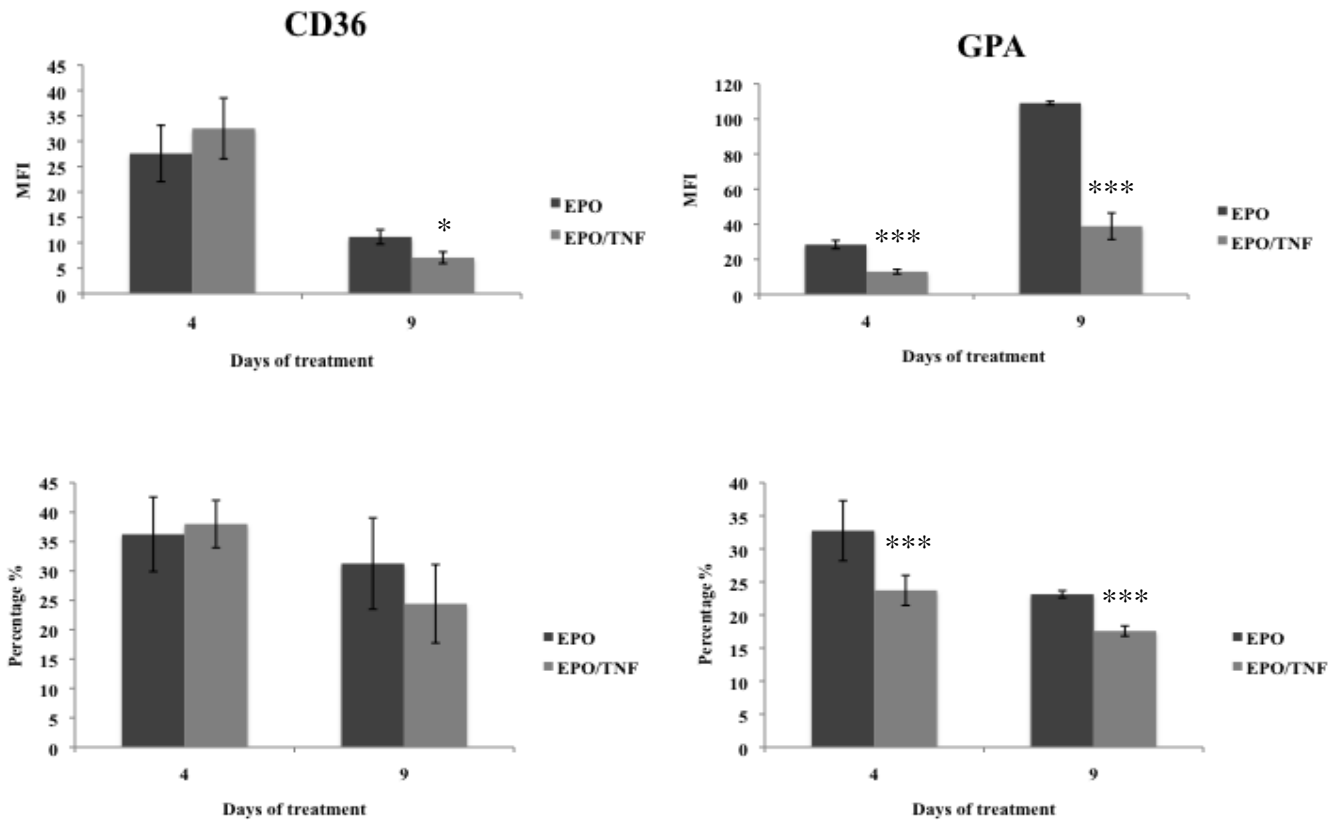 CD36
45
40
35
30
25
20
15
10
5
0
MFI
*
EPO
EPO/TNF
4 9
Days of treatment
GPA
120
100
80
60
40
20
0
MFI
***
***
EPO
EPO/TNF
4 9
Days of treatment
45
40
35
30
25
20
15
10
5
0
Percentage %
EPO
EPO/TNF
4 9
Days of treatment
40
35
30
25
20
15
10
5
0
Percentage %
***
***
EPO
EPO/TNF
4 9
Days of treatment